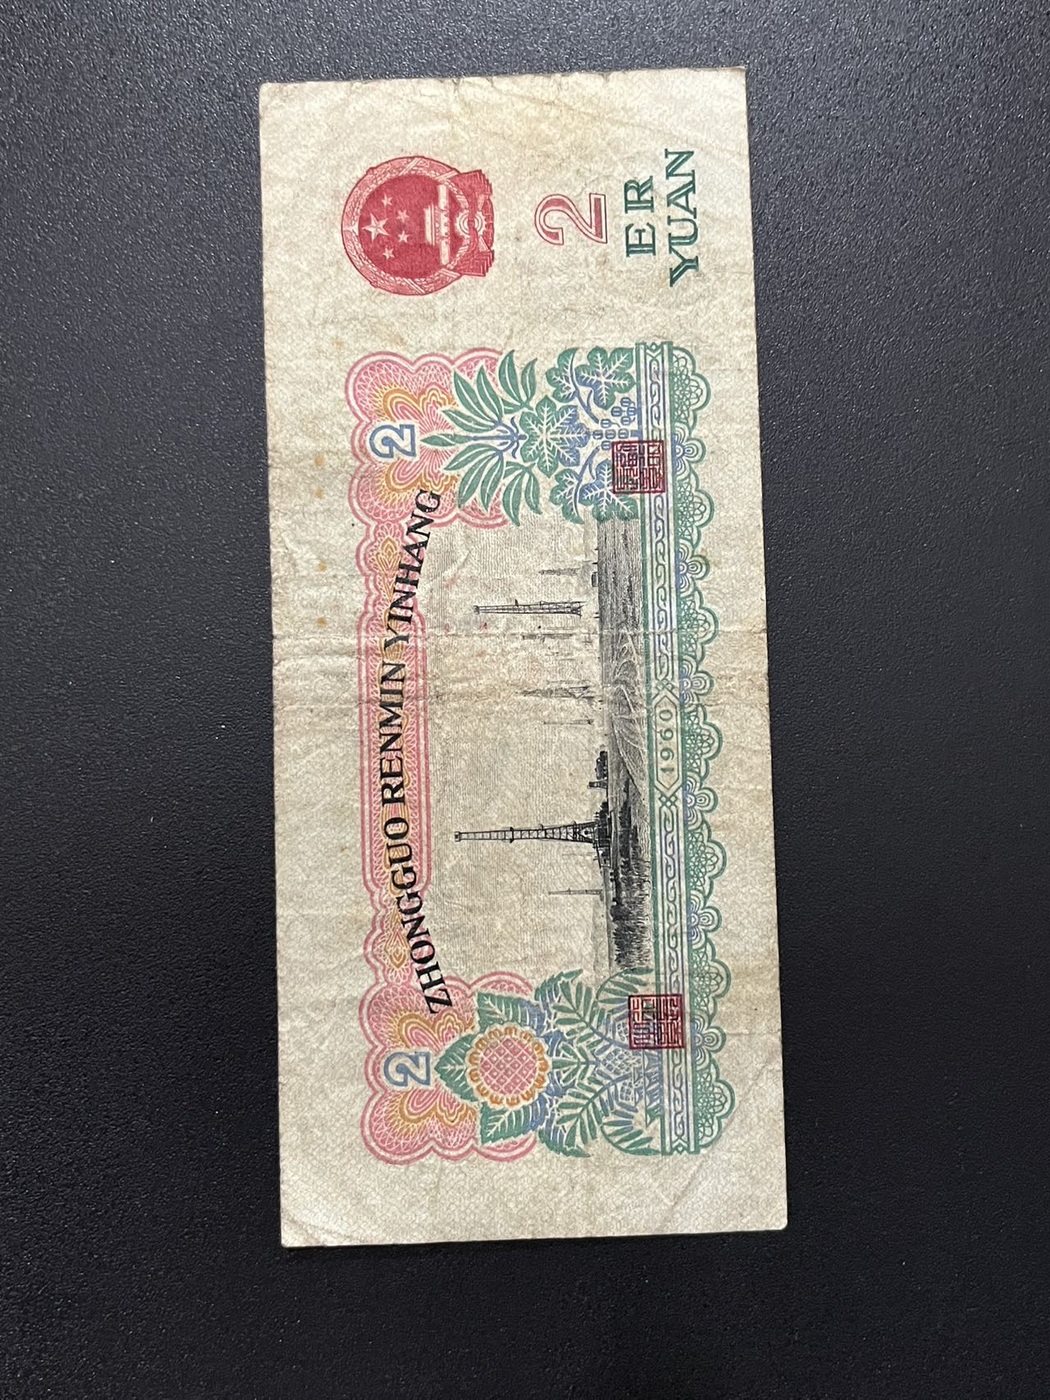 ZHONGGUO RENMIN YINHANG
2
2
2
ER
YUAN
1960